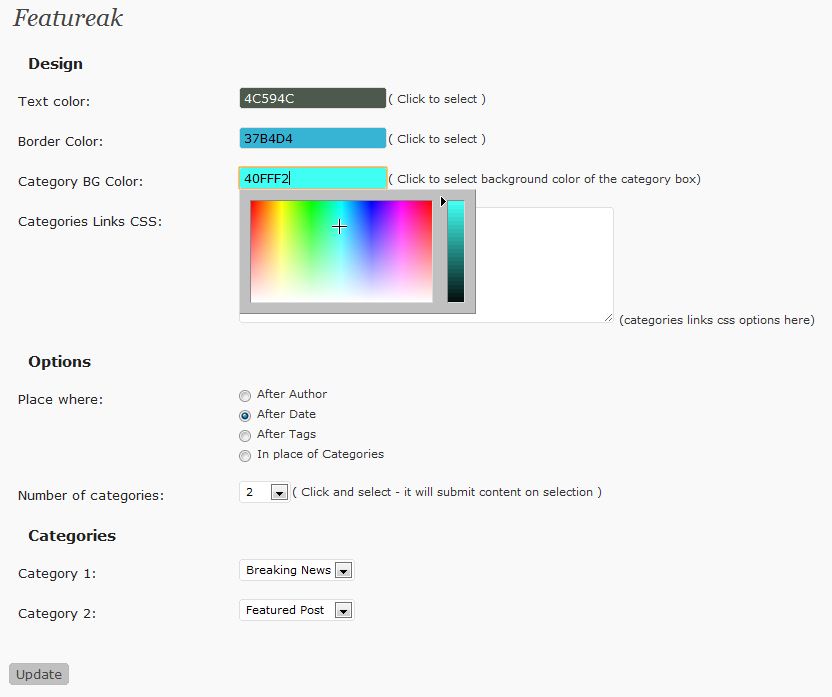 Featureak
Design
Text color: 4C594C ( Click to select )
Border Color: 37B4D4 ( Click to select )
Category BG Color: 40FFF2 ( Click to select background color of the category box)
Categories Links CSS:
(categories links css options here)
Options
Place where: After Author
After Date
After Tags
In place of Categories
Number of categories: 2 ( Click and select - it will submit content on selection )
Categories
Category 1: Breaking News
Category 2: Featured Post
Update